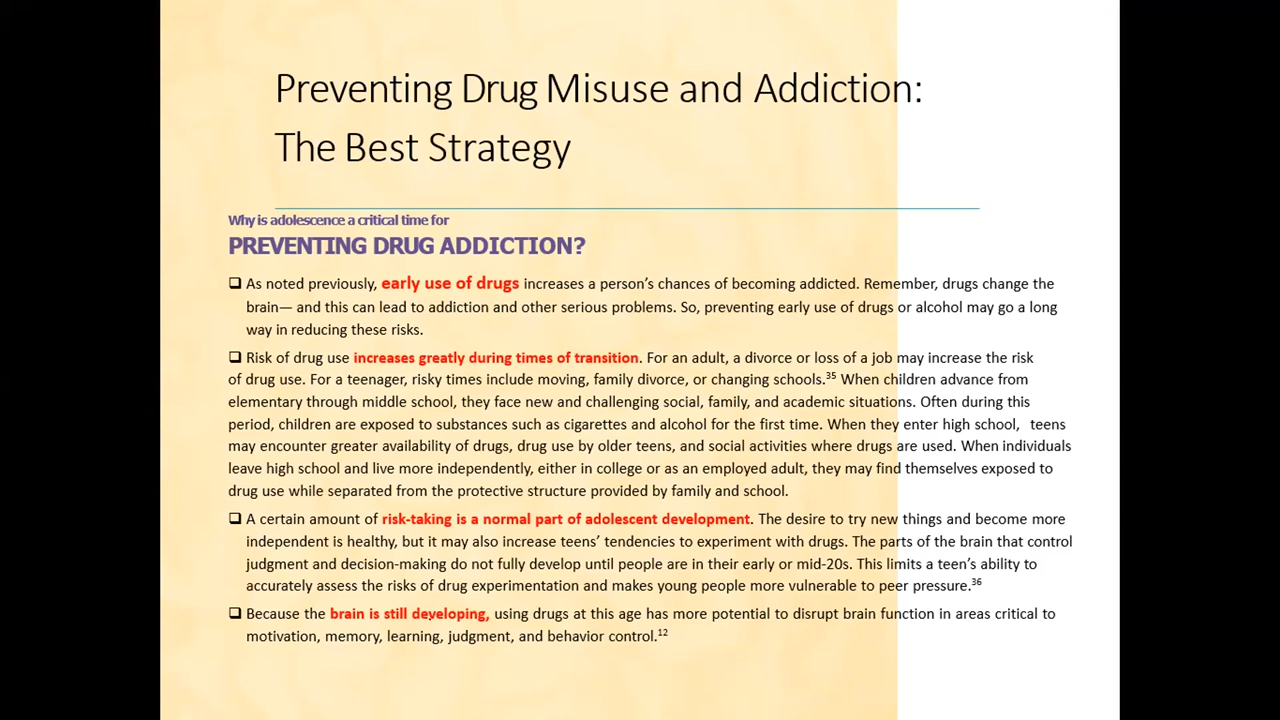 Preventing Drug Misuse and Addiction:
The Best Strategy
Why is adolescence a critical time for
PREVENTING DRUG ADDICTION?
❑ As noted previously, early use of drugs increases a person’s chances of becoming addicted. Remember, drugs change the
brain— and this can lead to addiction and other serious problems. So, preventing early use of drugs or alcohol may go a long
way in reducing these risks.
❑ Risk of drug use increases greatly during times of transition. For an adult, a divorce or loss of a job may increase the risk
of drug use. For a teenager, risky times include moving, family divorce, or changing schools.35 When children advance from
elementary through middle school, they face new and challenging social, family, and academic situations. Often during this
period, children are exposed to substances such as cigarettes and alcohol for the first time. When they enter high school, teens
may encounter greater availability of drugs, drug use by older teens, and social activities where drugs are used. When individuals
leave high school and live more independently, either in college or as an employed adult, they may find themselves exposed to
drug use while separated from the protective structure provided by family and school.
❑ A certain amount of risk-taking is a normal part of adolescent development. The desire to try new things and become more
independent is healthy, but it may also increase teens’ tendencies to experiment with drugs. The parts of the brain that control
judgment and decision-making do not fully develop until people are in their early or mid-20s. This limits a teen’s ability to
accurately assess the risks of drug experimentation and makes young people more vulnerable to peer pressure.36
❑ Because the brain is still developing, using drugs at this age has more potential to disrupt brain function in areas critical to
motivation, memory, learning, judgment, and behavior control.12